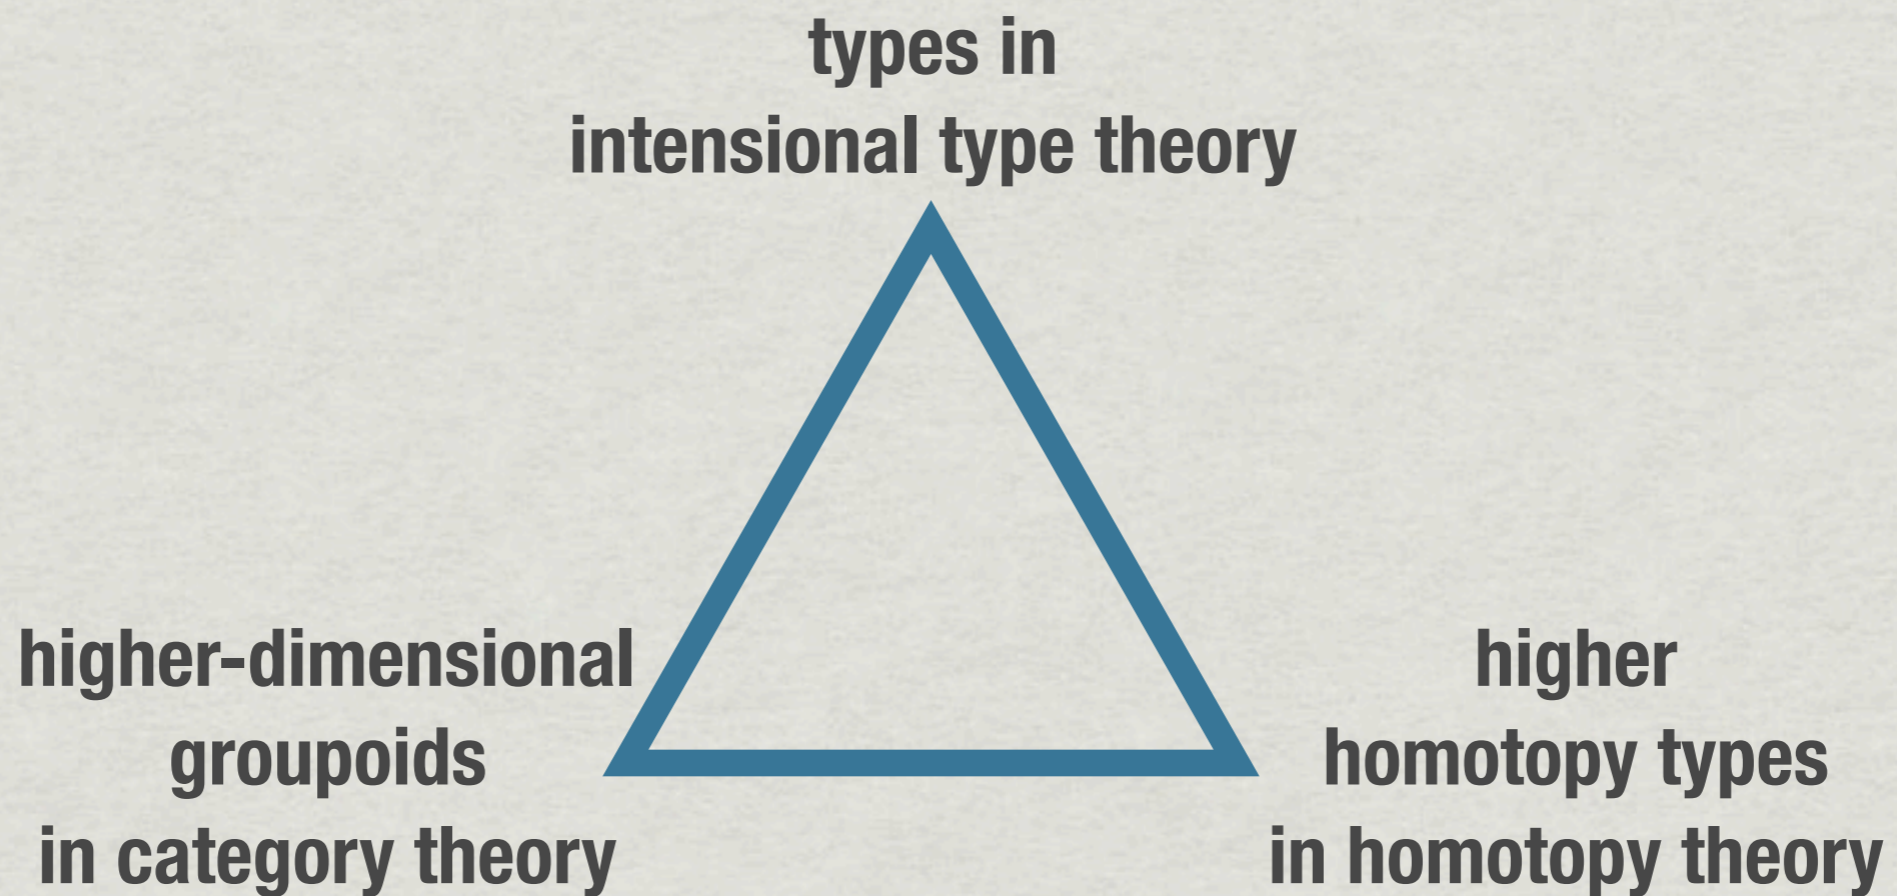 types in
intensional type theory
higher-dimensional
groupoids
in category theory
higher
homotopy types
in homotopy theory